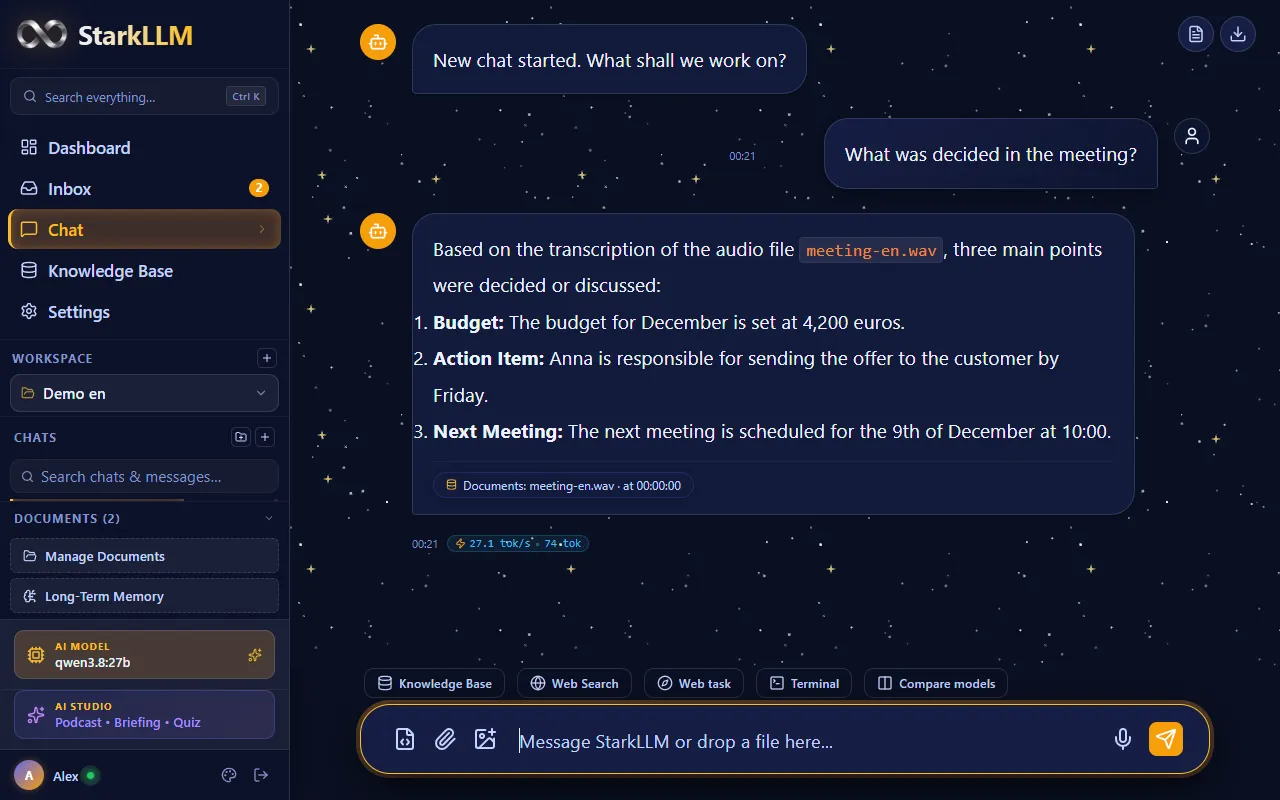 StarkLLM
Search everything...
Ctrl K
Dashboard
Inbox
2
Chat
Knowledge Base
Settings
WORKSPACE
Demo en
CHATS
Search chats & messages...
DOCUMENTS (2)
Manage Documents
Long-Term Memory
AI MODEL
qwen3.8:27b
AI STUDIO
Podcast • Briefing • Quiz
A
Alex
New chat started. What shall we work on?
00:21
What was decided in the meeting?
Based on the transcription of the audio file meeting-en.wav, three main points
were decided or discussed:
1. Budget: The budget for December is set at 4,200 euros.
2. Action Item: Anna is responsible for sending the offer to the customer by
Friday.
3. Next Meeting: The next meeting is scheduled for the 9th of December at 10:00.
Documents: meeting-en.wav · at 00:00:00
00:21
27.1 tok/s · 74 tok
Knowledge Base
Web Search
Web task
Terminal
Compare models
Message StarkLLM or drop a file here...